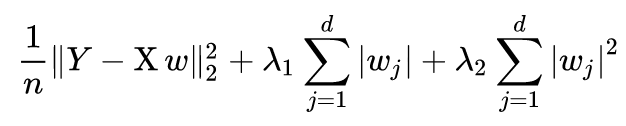 \frac{1}{n} \|Y - \mathrm{X}\, w\|_2^2 + \lambda_1 \sum_{j=1}^{d} |w_j| + \lambda_2 \sum_{j=1}^{d} |w_j|^2